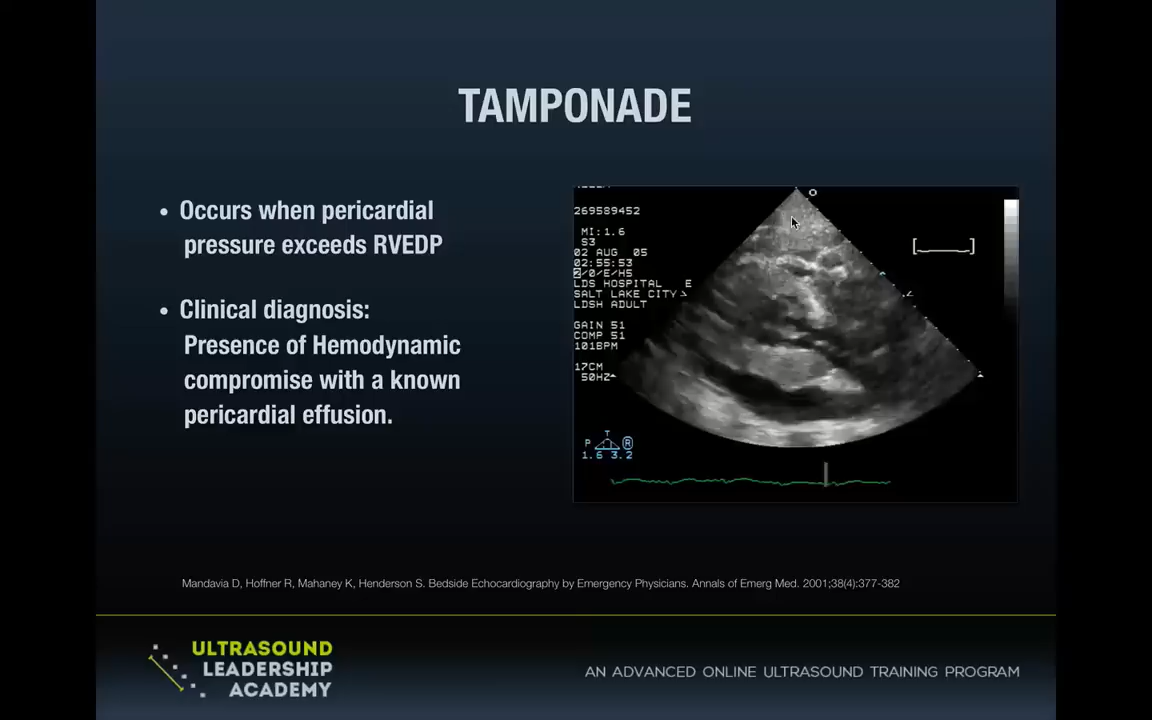 TAMPONADE
• Occurs when pericardial
pressure exceeds RVEDP
• Clinical diagnosis:
Presence of Hemodynamic
compromise with a known
pericardial effusion.
269589452
MI:1.6
S3
02 AUG 05
02:55:53
/0/E/H5
LDS HOSPITAL E
SALT LAKE CITY
LDSH ADULT
GAIN 51
COMP 51
101BPM
17CM
50HZ
T
P R
1.6 3.2
Mandavia D, Hoffner R, Mahaney K, Henderson S. Bedside Echocardiography by Emergency Physicians. Annals of Emerg Med. 2001;38(4):377-382
ULTRASOUND
LEADERSHIP
ACADEMY
AN ADVANCED ONLINE ULTRASOUND TRAINING PROGRAM